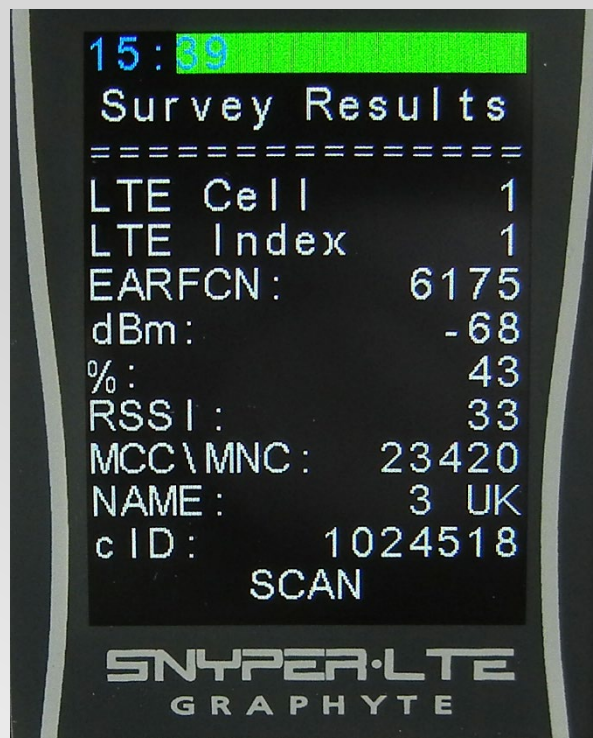 15:39
Survey Results
===============
LTE Cell 1
LTE Index 1
EARFCN: 6175
dBm: -68
%: 43
RSSI: 33
MCC\MNC: 23420
NAME: 3 UK
cID: 1024518
SCAN
SNYPER·LTE
GRAPHYTE